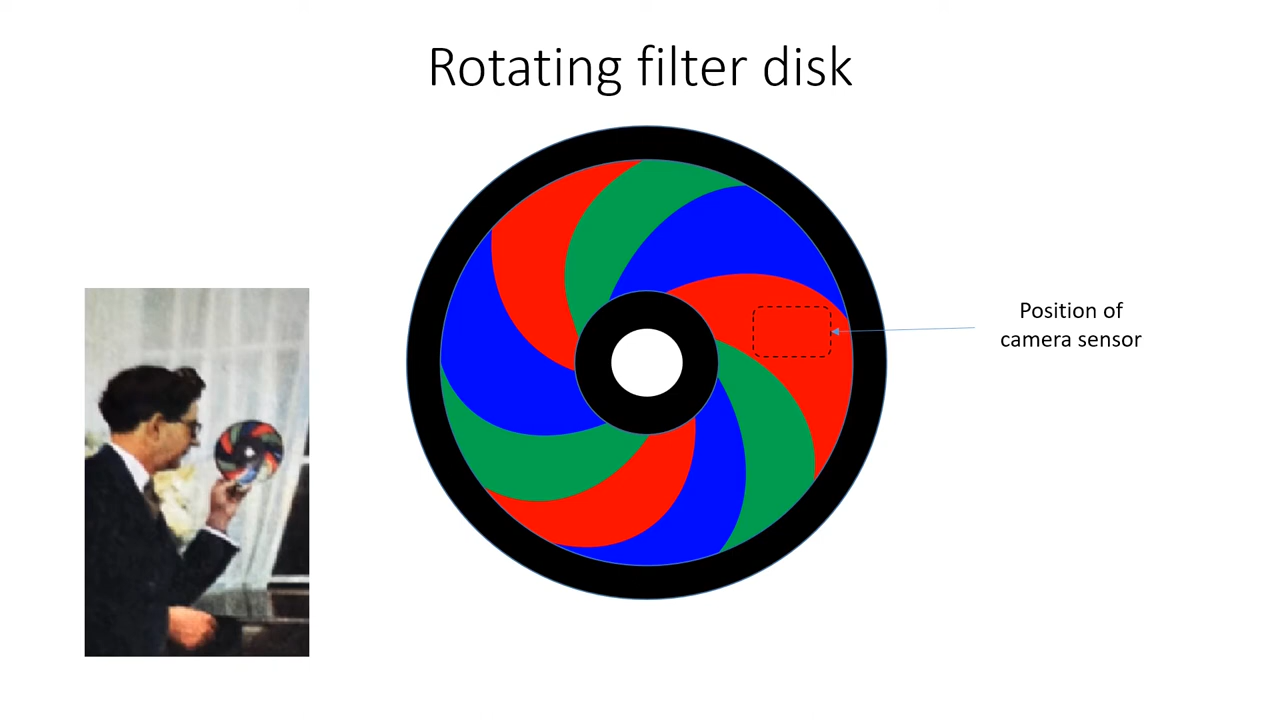 Rotating filter disk
Position of
camera sensor